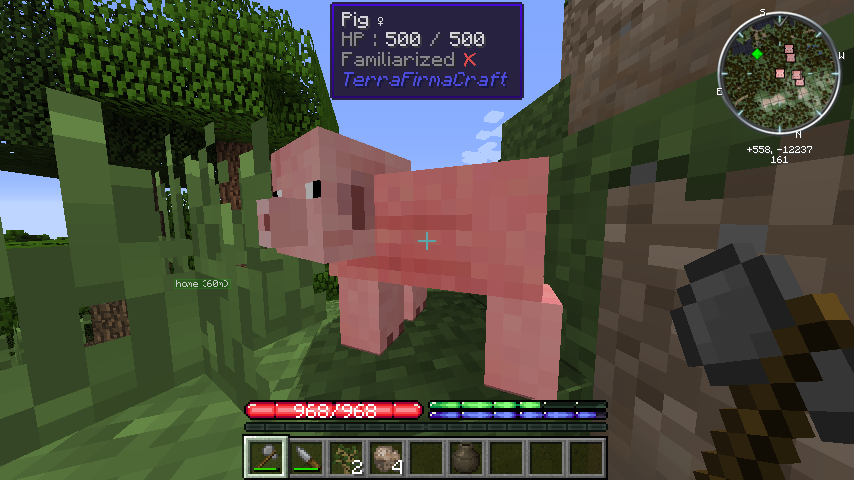 Pig ♀
HP : 500 / 500
Familiarized ✕
TerraFirmaCraft
S
W
E
N
+558, -12237
161
home (60m)
968/968
2
4